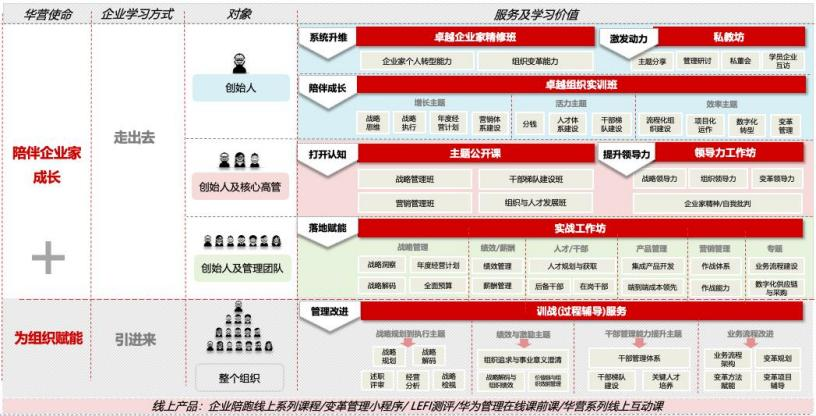 华营使命 企业学习方式 对象 服务及学习价值
系统升维 卓越企业家精修班 激发动力 私教坊
企业家个人转型能力 组织变革能力 主题分享 管理研讨 私董会 学员企业互访
创始人
陪伴成长 卓越组织实训班
增长主题 活力主题 效率主题
战略思维 战略执行 年度经营计划 营销体系建设 分钱 人才体系建设 干部梯队建设 流程化组织建设 项目化运作 数字化转型 变革管理
走出去
陪伴企业家成长
打开认知 主题公开课 提升领导力 领导力工作坊
战略管理班 干部梯队建设班 战略领导力 组织领导力 变革领导力
创始人及核心高管
营销管理班 组织与人才发展班 企业家精神/自我批判
落地赋能 实战工作坊
战略管理 绩效/薪酬 人才/干部 产品管理 营销管理 专题
战略洞察 年度经营计划 绩效管理 人才规划与获取 集成产品开发 作战体系 业务流程建设
创始人及管理团队
战略解码 全面预算 薪酬管理 后备干部 在岗干部 端到端成本领先 作战能力 数字化供应链与采购
管理改进 训战(过程辅导)服务
为组织赋能 引进来
战略规划到执行主题 绩效与激励主题 干部管理能力提升主题 业务流程改进
战略规划 战略解码 组织追求与事业意义澄清 干部管理体系 业务流程架构 变革规划
整个组织
述职评审 经营分析 战略检视 战略解码与组织绩效 价值链与组织效能管理 干部梯队建设 关键人才培养 变革方法赋能 变革项目辅导
线上产品：企业陪跑线上系列课程/变革管理小程序/ LEFI测评/华为管理在线课前课/华营系列线上互动课